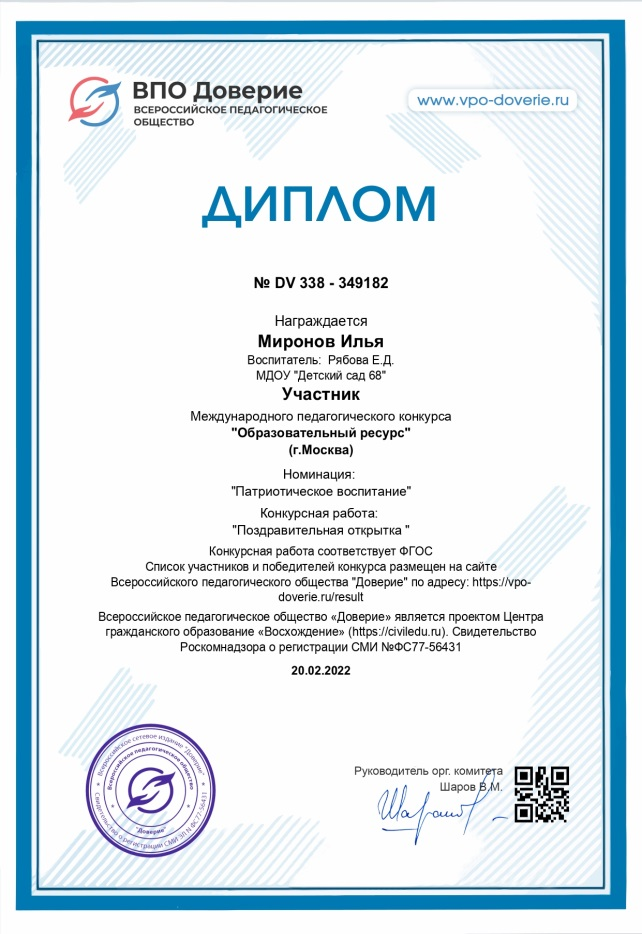 ВПО Доверие
ВСЕРОССИЙСКОЕ ПЕДАГОГИЧЕСКОЕ
ОБЩЕСТВО
www.vpo-doverie.ru
ДИПЛОМ
№ DV 338 - 349182
Награждается
Миронов Илья
Воспитатель: Рябова Е.Д.
МДОУ "Детский сад 68"
Участник
Международного педагогического конкурса
"Образовательный ресурс"
(г.Москва)
Номинация:
"Патриотическое воспитание"
Конкурсная работа:
"Поздравительная открытка "
Конкурсная работа соответствует ФГОС
Список участников и победителей конкурса размещен на сайте
Всероссийского педагогического общества "Доверие" по адресу: https://vpo-
doverie.ru/result
Всероссийское педагогическое общество «Доверие» является проектом Центра
гражданского образование «Восхождение» (https://civiledu.ru). Свидетельство
Роскомнадзора о регистрации СМИ №ФС77-56431
20.02.2022
Всероссийское сетевое издание "Доверие"
Свидетельство о регистрации СМИ ЭЛ N ФС77-56431
Всероссийское педагогическое общество
"Доверие"
Руководитель орг. комитета
Шаров В.М.